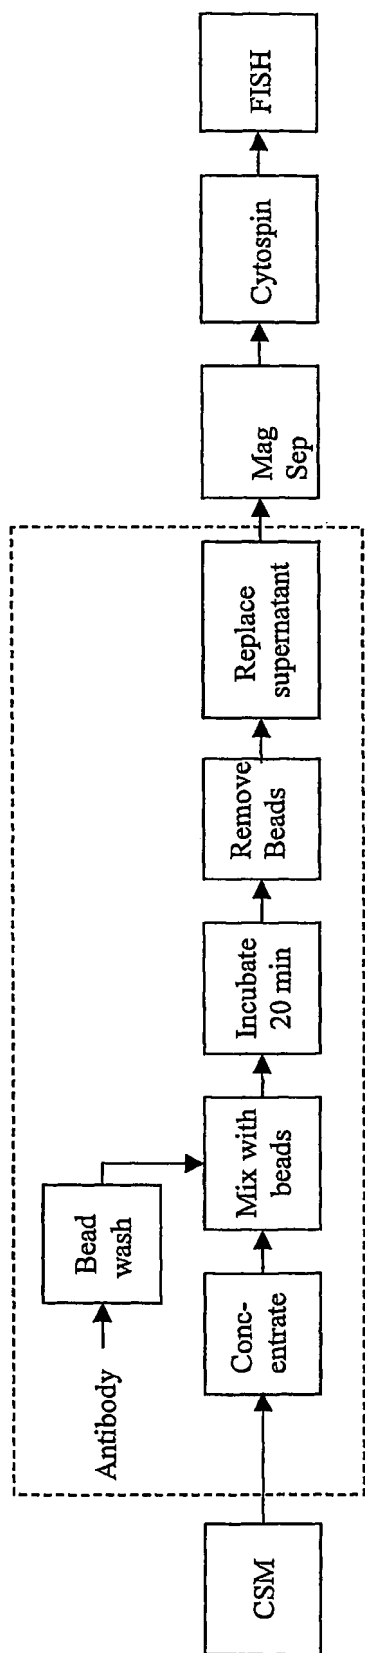 CSM
Conc-
entrate
Antibody
Bead
wash
Mix with
beads
Incubate
20 min
Remove
Beads
Replace
supernatant
Mag
Sep
Cytospin
FISH